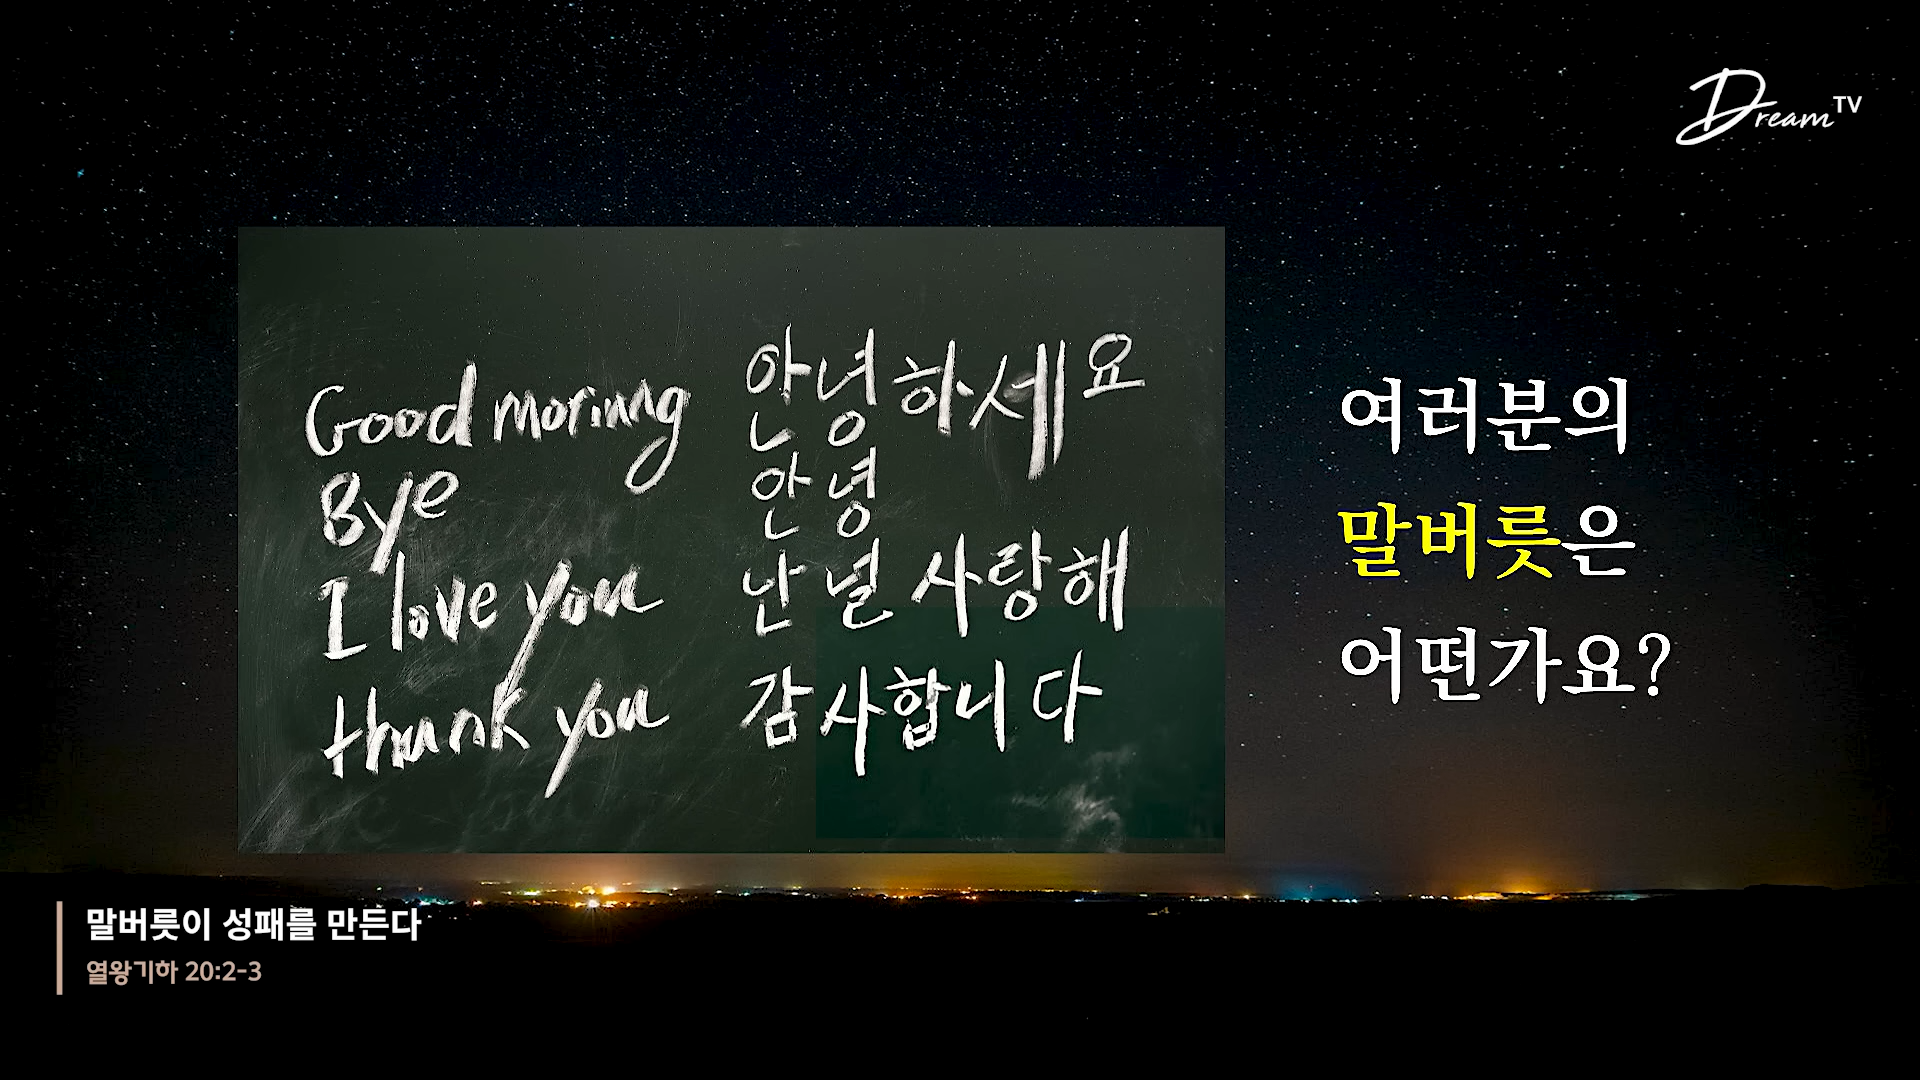 Dream TV
Good morinng 안녕하세요
Bye 안녕
I love you 난 널 사랑해
thank you 감사합니다
여러분의
말버릇은
어떤가요?
말버릇이 성패를 만든다
열왕기하 20:2-3